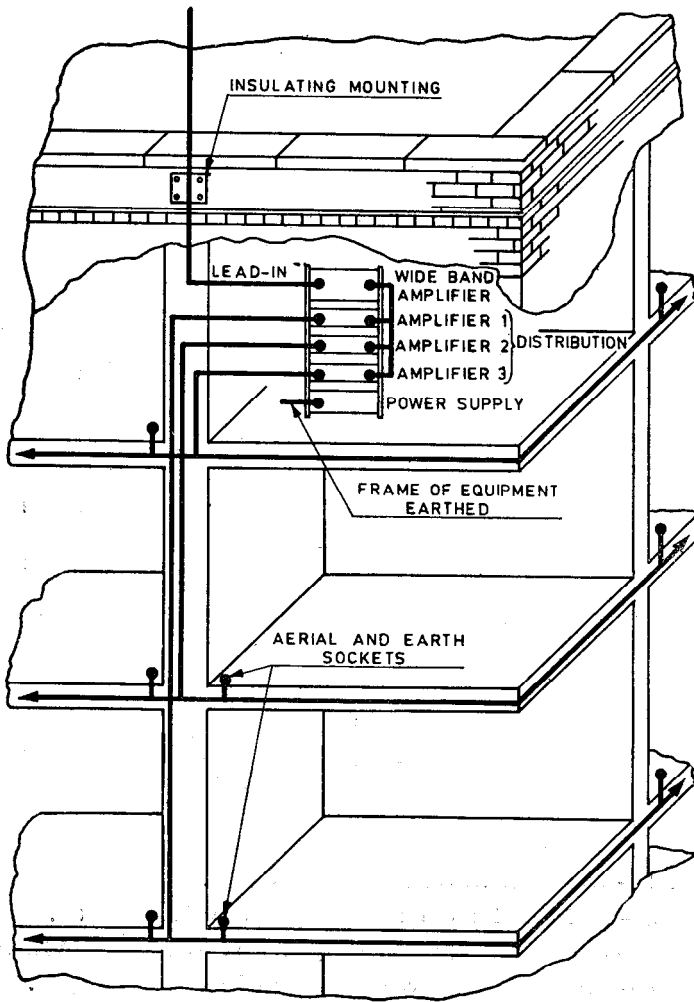 INSULATING MOUNTING
LEAD-IN
WIDE BAND
AMPLIFIER
AMPLIFIER 1
AMPLIFIER 2
DISTRIBUTION
AMPLIFIER 3
POWER SUPPLY
FRAME OF EQUIPMENT
EARTHED
AERIAL AND EARTH
SOCKETS